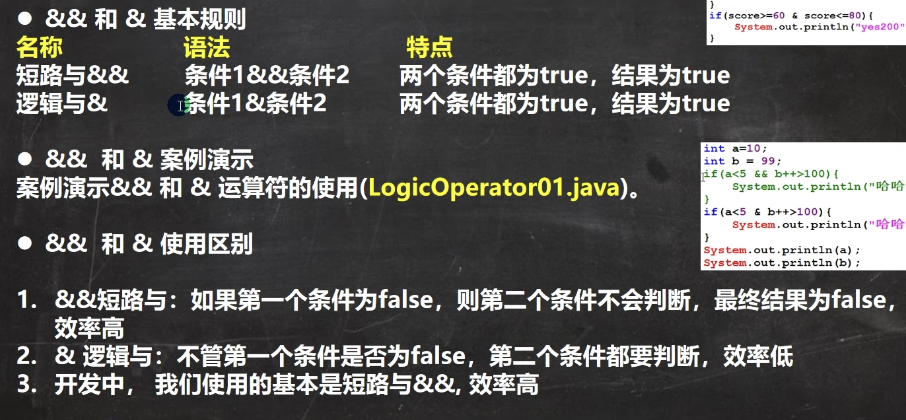 ● && 和 & 基本规则
名称 语法 特点
短路与&& 条件1&&条件2 两个条件都为true，结果为true
逻辑与& 条件1&条件2 两个条件都为true，结果为true
● && 和 & 案例演示
案例演示&& 和 & 运算符的使用(LogicOperator01.java)。
● && 和 & 使用区别
1. &&短路与：如果第一个条件为false，则第二个条件不会判断，最终结果为false，
效率高
2. & 逻辑与：不管第一个条件是否为false，第二个条件都要判断，效率低
3. 开发中， 我们使用的基本是短路与&&, 效率高
}
if(score>=60 & score<=80){
System.out.println("yes200"
}
int a=10;
int b = 99;
if(a<5 && b++>100){
System.out.println("哈哈
}
if(a<5 & b++>100){
System.out.println("哈哈
}
System.out.println(a);
System.out.println(b);